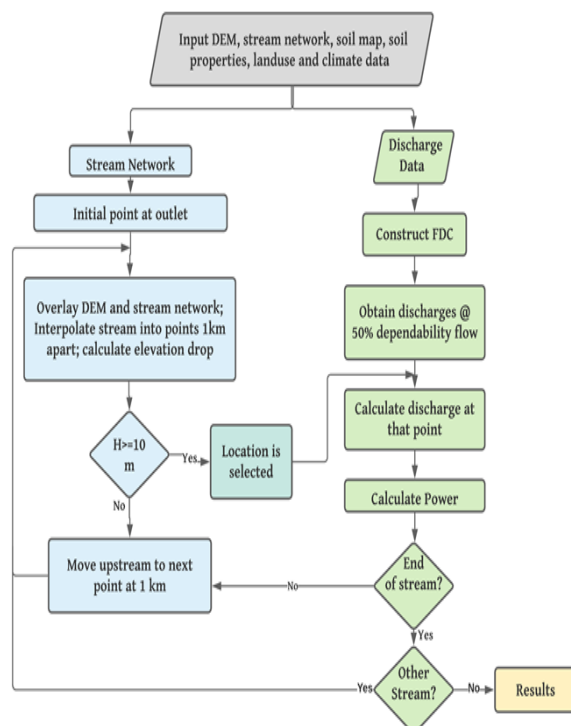 Input DEM, stream network, soil map, soil
properties, landuse and climate data
Stream Network
Discharge
Data
Initial point at outlet
Construct FDC
Overlay DEM and stream network;
Interpolate stream into points 1km
apart; calculate elevation drop
Obtain discharges @
50% dependability flow
Calculate discharge at
that point
H>=10
m
Yes
Location is
selected
No
Calculate Power
Move upstream to next
point at 1 km
No
End
of stream?
Yes
Yes
Other
Stream?
No
Results